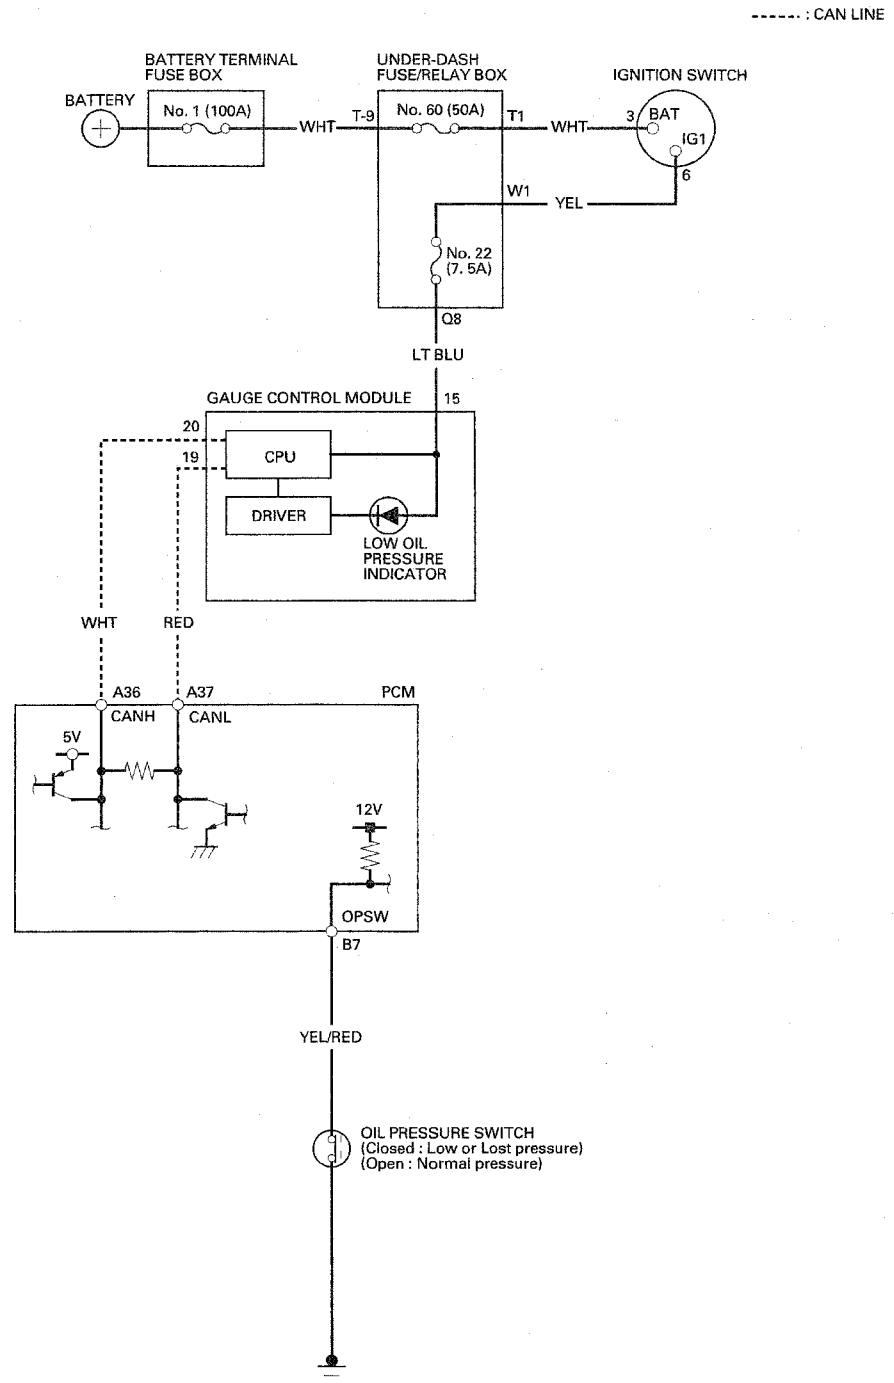 : CAN LINE
BATTERY TERMINAL
FUSE BOX
UNDER-DASH
FUSE/RELAY BOX
IGNITION SWITCH
BATTERY
No. 1 (100A)
WHT
T-9
No. 60 (50A)
T1
WHT
3
BAT
IG1
6
W1
YEL
No. 22
(7. 5A)
Q8
LT BLU
GAUGE CONTROL MODULE
15
20
19
CPU
DRIVER
LOW OIL
PRESSURE
INDICATOR
WHT
RED
A36
A37
PCM
CANH
CANL
5V
12V
OPSW
B7
YEL/RED
OIL PRESSURE SWITCH
(Closed : Low or Lost pressure)
(Open : Normal pressure)